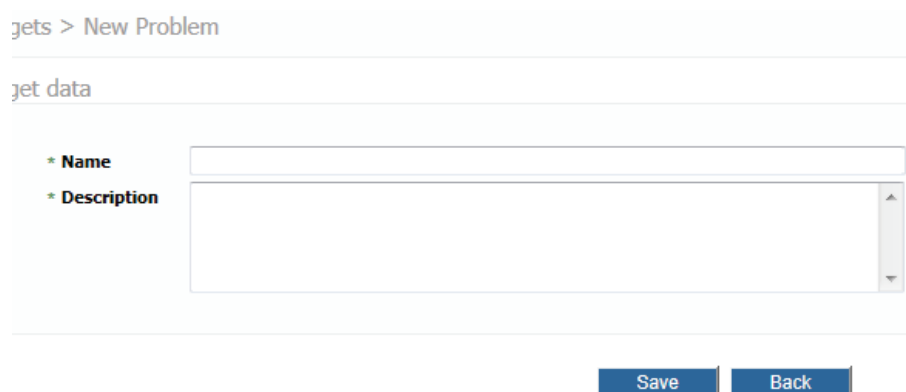 gets > New Problem
get data
* Name
* Description
Save
Back